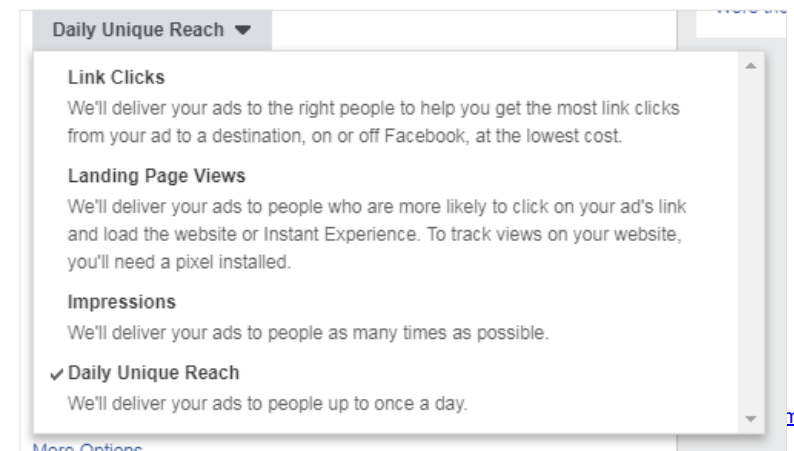 Daily Unique Reach
Link Clicks
We'll deliver your ads to the right people to help you get the most link clicks
from your ad to a destination, on or off Facebook, at the lowest cost.
Landing Page Views
We'll deliver your ads to people who are more likely to click on your ad's link
and load the website or Instant Experience. To track views on your website,
you'll need a pixel installed.
Impressions
We'll deliver your ads to people as many times as possible.
Daily Unique Reach
We'll deliver your ads to people up to once a day.
More Options